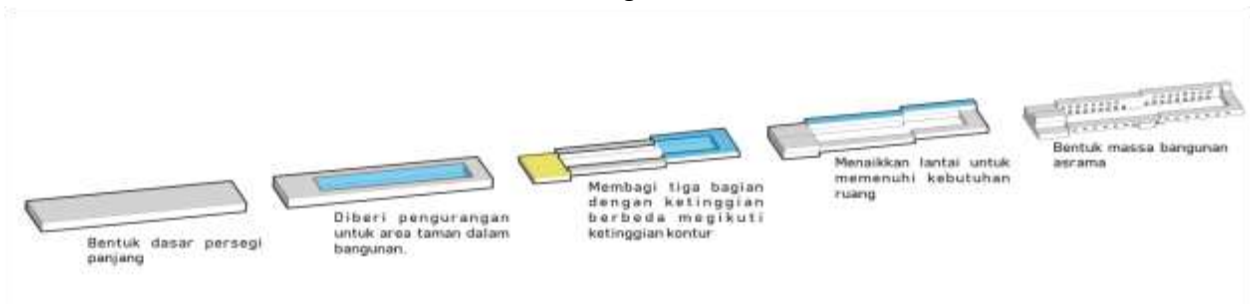 Bentuk dasar persegi
panjang
Diberi pengurangan
untuk area taman dalam
bangunan.
Membagi tiga bagian
dengan ketinggian
berbeda megikuti
ketinggian kontur
Menaikkan lantai untuk
memenuhi kebutuhan
ruang
Bentuk massa bangunan
asrama